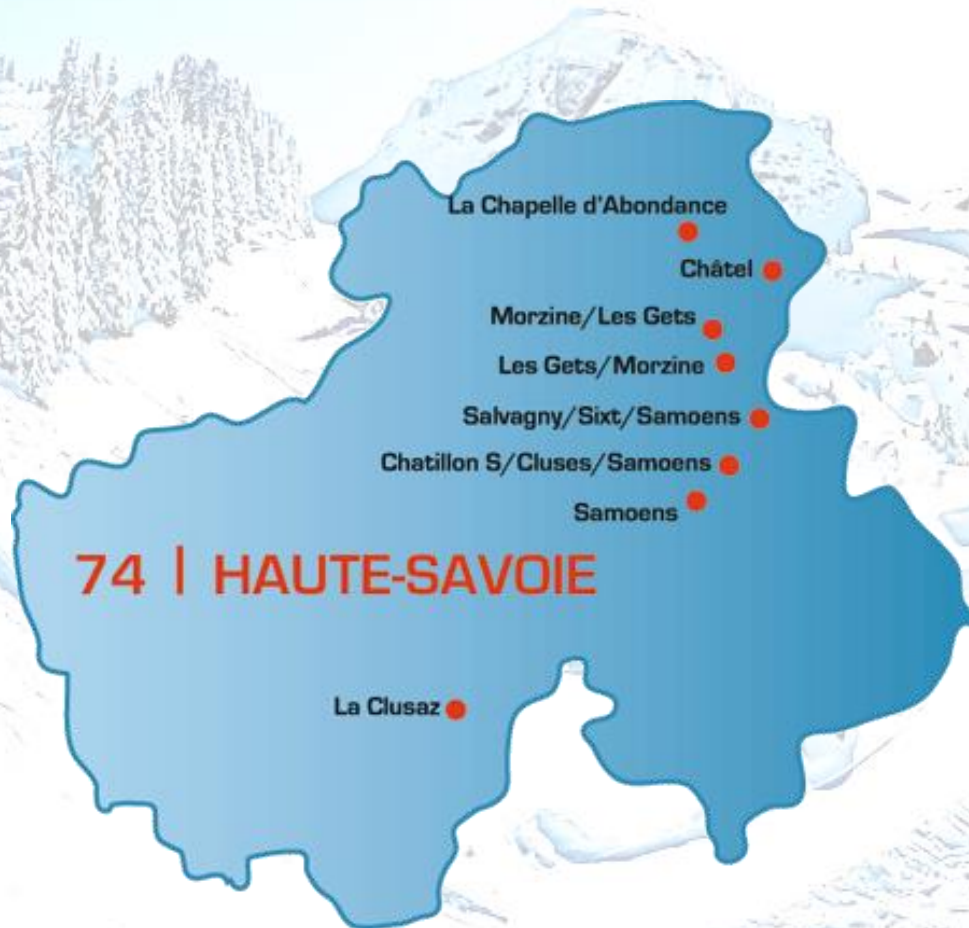 La Chapelle d'Abondance
Châtel
Morzine/Les Gets
Les Gets/Morzine
Salvagny/Sixt/Samoens
Chatillon S/Cluses/Samoens
Samoens
74 | HAUTE-SAVOIE
La Clusaz